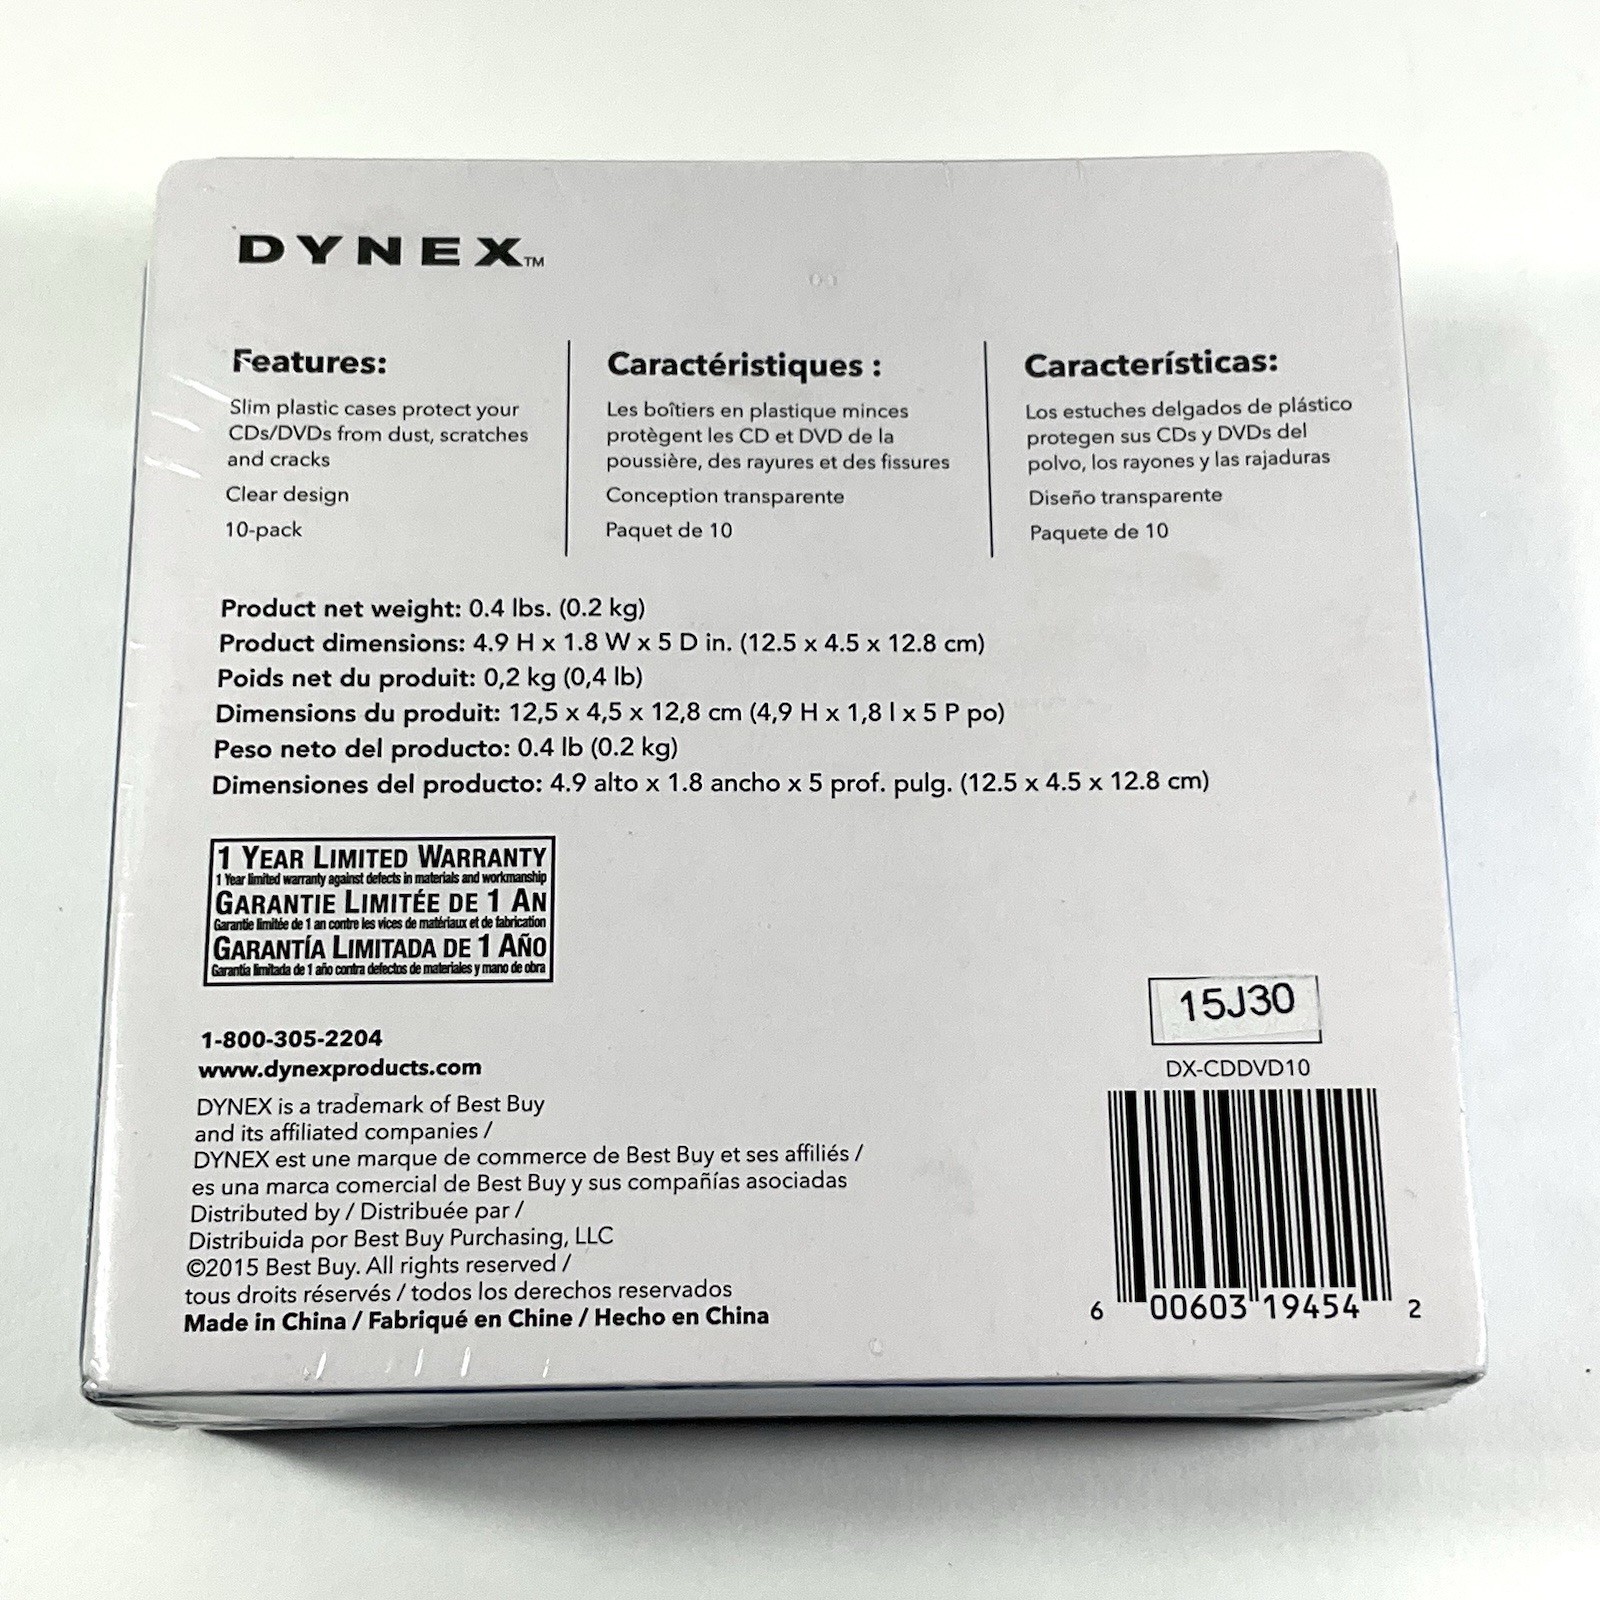 DYNEX™
Features:
Slim plastic cases protect your
CDs/DVDs from dust, scratches
and cracks
Clear design
10-pack
Caractéristiques :
Les boîtiers en plastique minces
protègent les CD et DVD de la
poussière, des rayures et des fissures
Conception transparente
Paquet de 10
Características:
Los estuches delgados de plástico
protegen sus CDs y DVDs del
polvo, los rayones y las rajaduras
Diseño transparente
Paquete de 10
Product net weight: 0.4 lbs. (0.2 kg)
Product dimensions: 4.9 H x 1.8 W x 5 D in. (12.5 x 4.5 x 12.8 cm)
Poids net du produit: 0,2 kg (0,4 lb)
Dimensions du produit: 12,5 x 4,5 x 12,8 cm (4,9 H x 1,8 l x 5 P po)
Peso neto del producto: 0.4 lb (0.2 kg)
Dimensiones del producto: 4.9 alto x 1.8 ancho x 5 prof. pulg. (12.5 x 4.5 x 12.8 cm)
1 YEAR LIMITED WARRANTY
1 Year limited warranty against defects in materials and workmanship
GARANTIE LIMITÉE DE 1 AN
Garantie limitée de 1 an contre les vices de matériaux et de fabrication
GARANTÍA LIMITADA DE 1 AÑO
Garantía limitada de 1 año contra defectos de materiales y mano de obra
1-800-305-2204
www.dynexproducts.com
DYNEX is a trademark of Best Buy
and its affiliated companies /
DYNEX est une marque de commerce de Best Buy et ses affiliés /
es una marca comercial de Best Buy y sus compañías asociadas
Distributed by / Distribuée par /
Distribuida por Best Buy Purchasing, LLC
©2015 Best Buy. All rights reserved /
tous droits réservés / todos los derechos reservados
Made in China / Fabriqué en Chine / Hecho en China
15J30
DX-CDDVD10
6 00603 19454 2